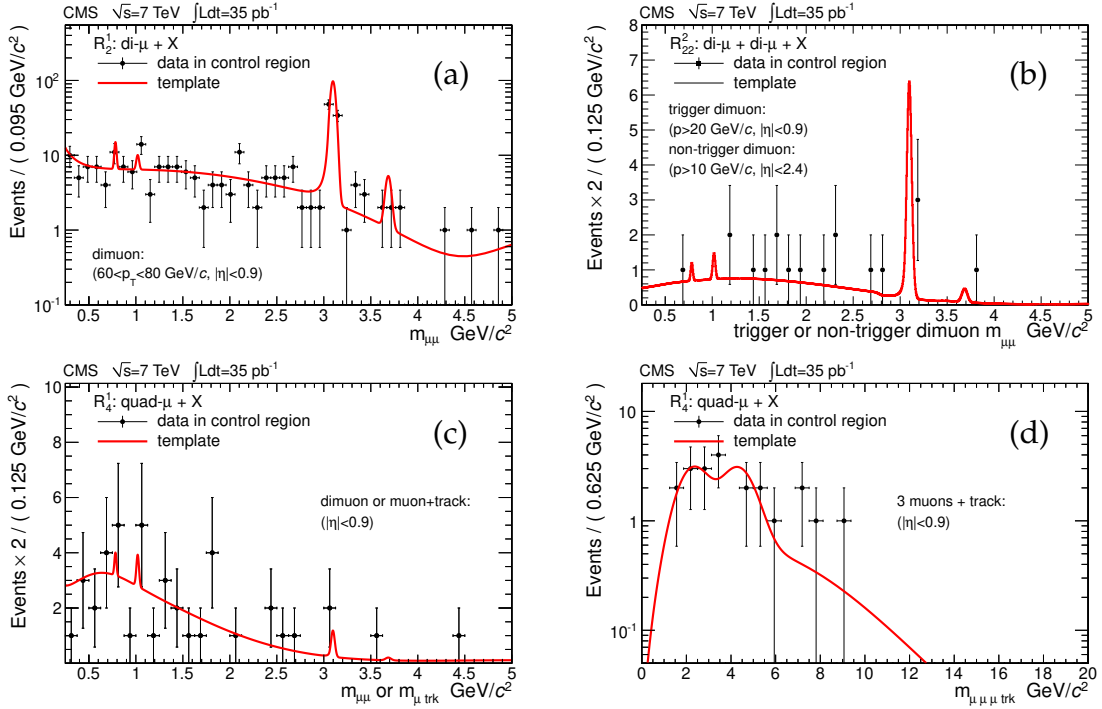 CMS √s=7 TeV ∫Ldt=35 pb⁻¹
R¹₂: di-μ + X
data in control region
template
(a)
dimuon:
(60<p_T<80 GeV/c, |η|<0.9)
Events / ( 0.095 GeV/c² )
10²
10
1
10⁻¹
0.5 1 1.5 2 2.5 3 3.5 4 4.5 5
m_μμ GeV/c²
CMS √s=7 TeV ∫Ldt=35 pb⁻¹
R²₂₂: di-μ + di-μ + X
data in control region
template
(b)
trigger dimuon:
(p>20 GeV/c, |η|<0.9)
non-trigger dimuon:
(p>10 GeV/c, |η|<2.4)
Events × 2 / ( 0.125 GeV/c² )
8
7
6
5
4
3
2
1
0
0.5 1 1.5 2 2.5 3 3.5 4 4.5 5
trigger or non-trigger dimuon m_μμ GeV/c²
CMS √s=7 TeV ∫Ldt=35 pb⁻¹
R¹₄: quad-μ + X
data in control region
template
(c)
dimuon or muon+track:
(|η|<0.9)
Events × 2 / ( 0.125 GeV/c² )
10
8
6
4
2
0.5 1 1.5 2 2.5 3 3.5 4 4.5 5
m_μμ or m_μ trk GeV/c²
CMS √s=7 TeV ∫Ldt=35 pb⁻¹
R¹₄: quad-μ + X
data in control region
template
(d)
3 muons + track:
(|η|<0.9)
Events / ( 0.625 GeV/c² )
10
1
10⁻¹
0 2 4 6 8 10 12 14 16 18 20
m_μ μ μ trk GeV/c²